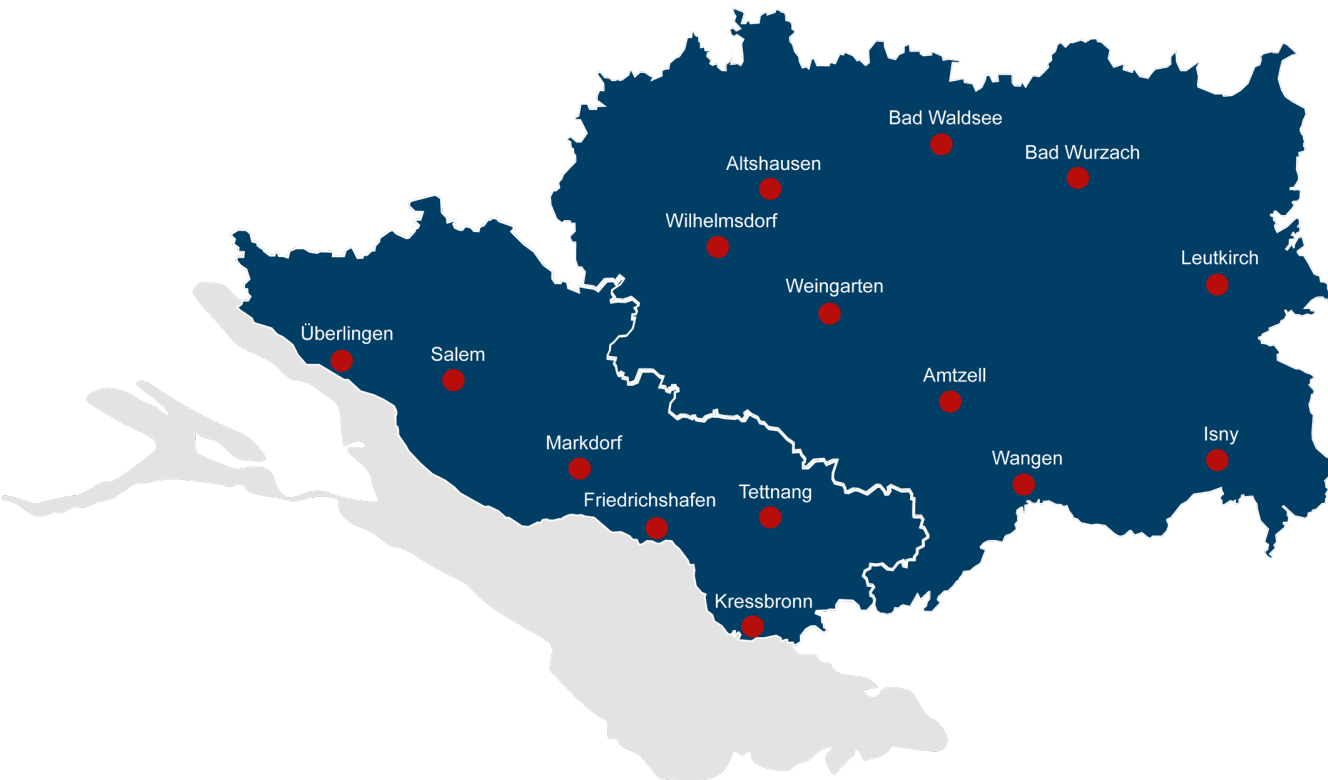 Bad Waldsee
Bad Wurzach
Altshausen
Wilhelmsdorf
Leutkirch
Weingarten
Überlingen
Salem
Amtzell
Isny
Markdorf
Wangen
Tettnang
Friedrichshafen
Kressbronn